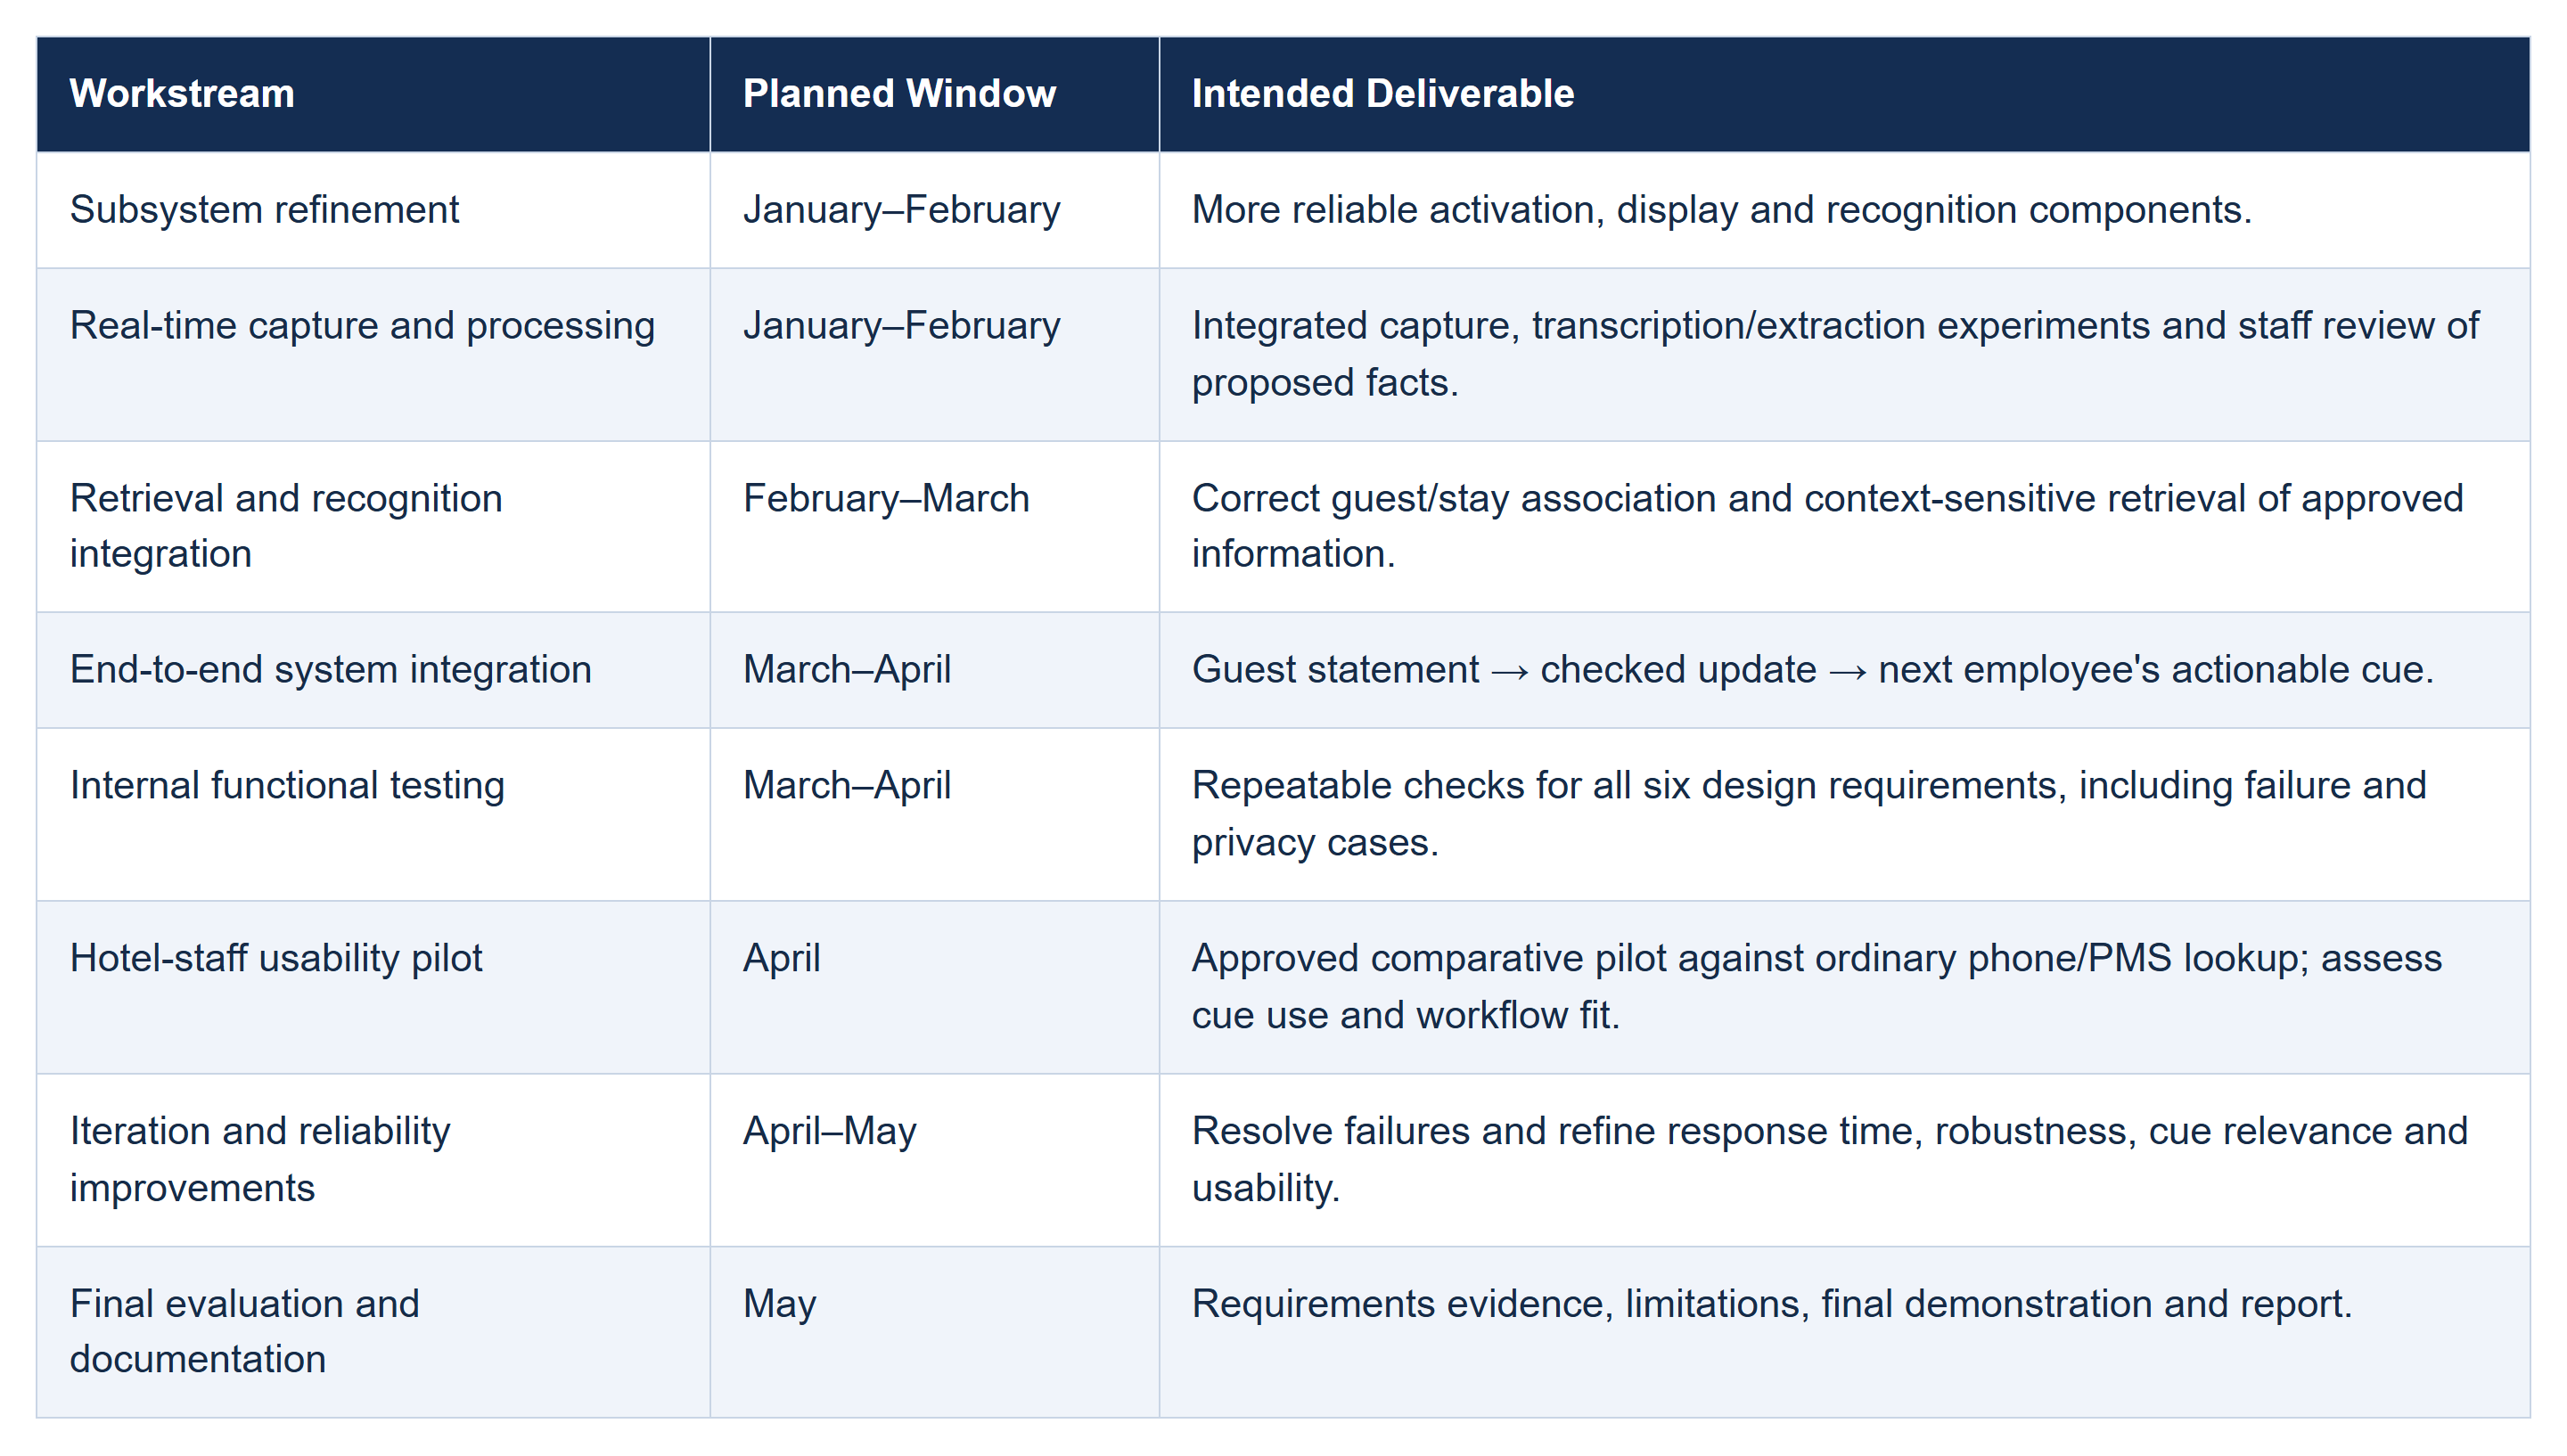 Workstream
Planned Window
Intended Deliverable
Subsystem refinement
January–February
More reliable activation, display and recognition components.
Real-time capture and processing
January–February
Integrated capture, transcription/extraction experiments and staff review of
proposed facts.
Retrieval and recognition
integration
February–March
Correct guest/stay association and context-sensitive retrieval of approved
information.
End-to-end system integration
March–April
Guest statement → checked update → next employee's actionable cue.
Internal functional testing
March–April
Repeatable checks for all six design requirements, including failure and
privacy cases.
Hotel-staff usability pilot
April
Approved comparative pilot against ordinary phone/PMS lookup; assess
cue use and workflow fit.
Iteration and reliability
improvements
April–May
Resolve failures and refine response time, robustness, cue relevance and
usability.
Final evaluation and
documentation
May
Requirements evidence, limitations, final demonstration and report.